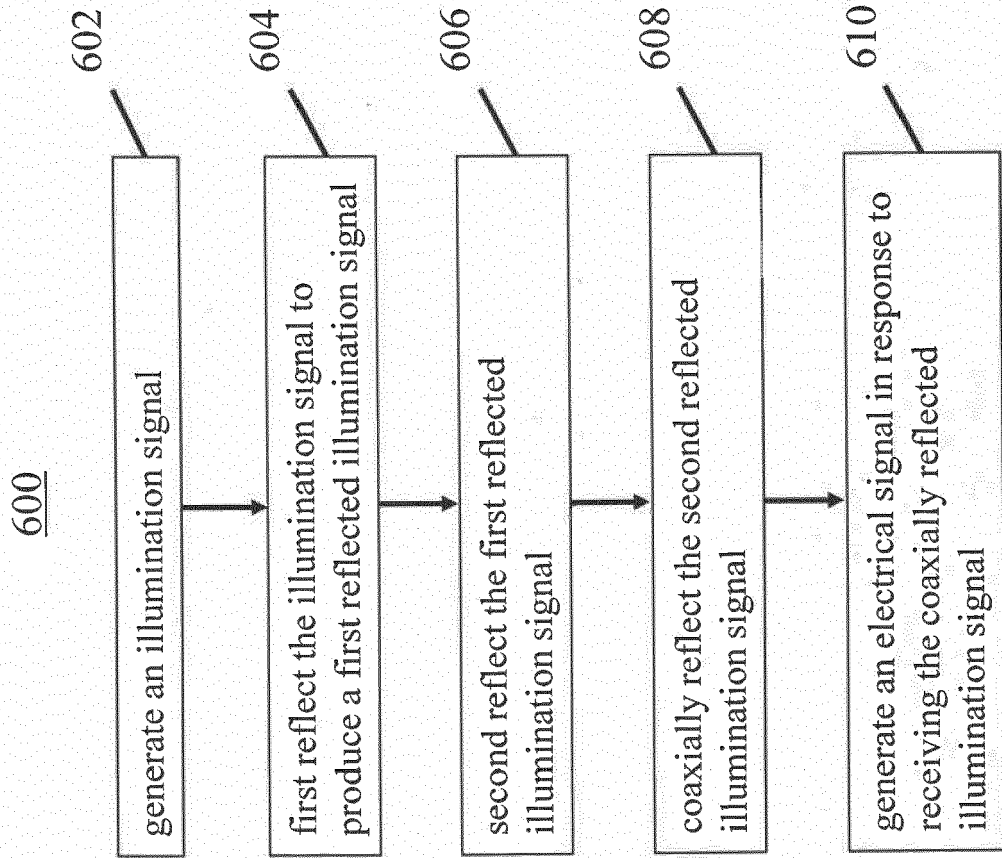 600
602
generate an illumination signal
604
first reflect the illumination signal to
produce a first reflected illumination signal
606
second reflect the first reflected
illumination signal
608
coaxially reflect the second reflected
illumination signal
610
generate an electrical signal in response to
receiving the coaxially reflected
illumination signal